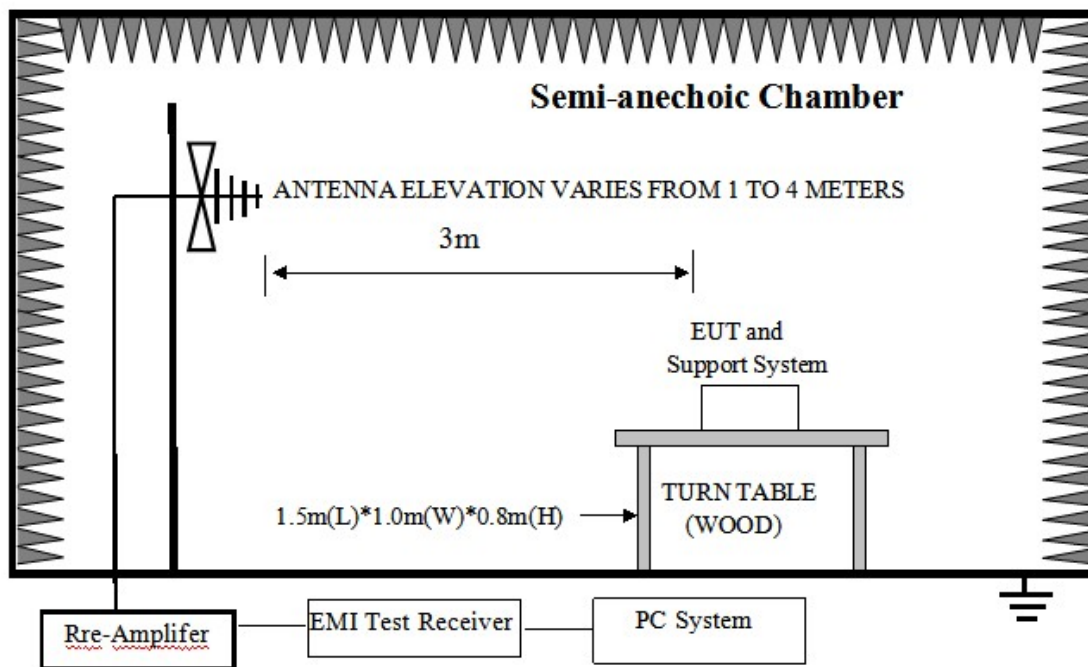 Semi-anechoic Chamber
ANTENNA ELEVATION VARIES FROM 1 TO 4 METERS
3m
EUT and
Support System
TURN TABLE
(WOOD)
1.5m(L)*1.0m(W)*0.8m(H)
Rre-Amplifer
EMI Test Receiver
PC System